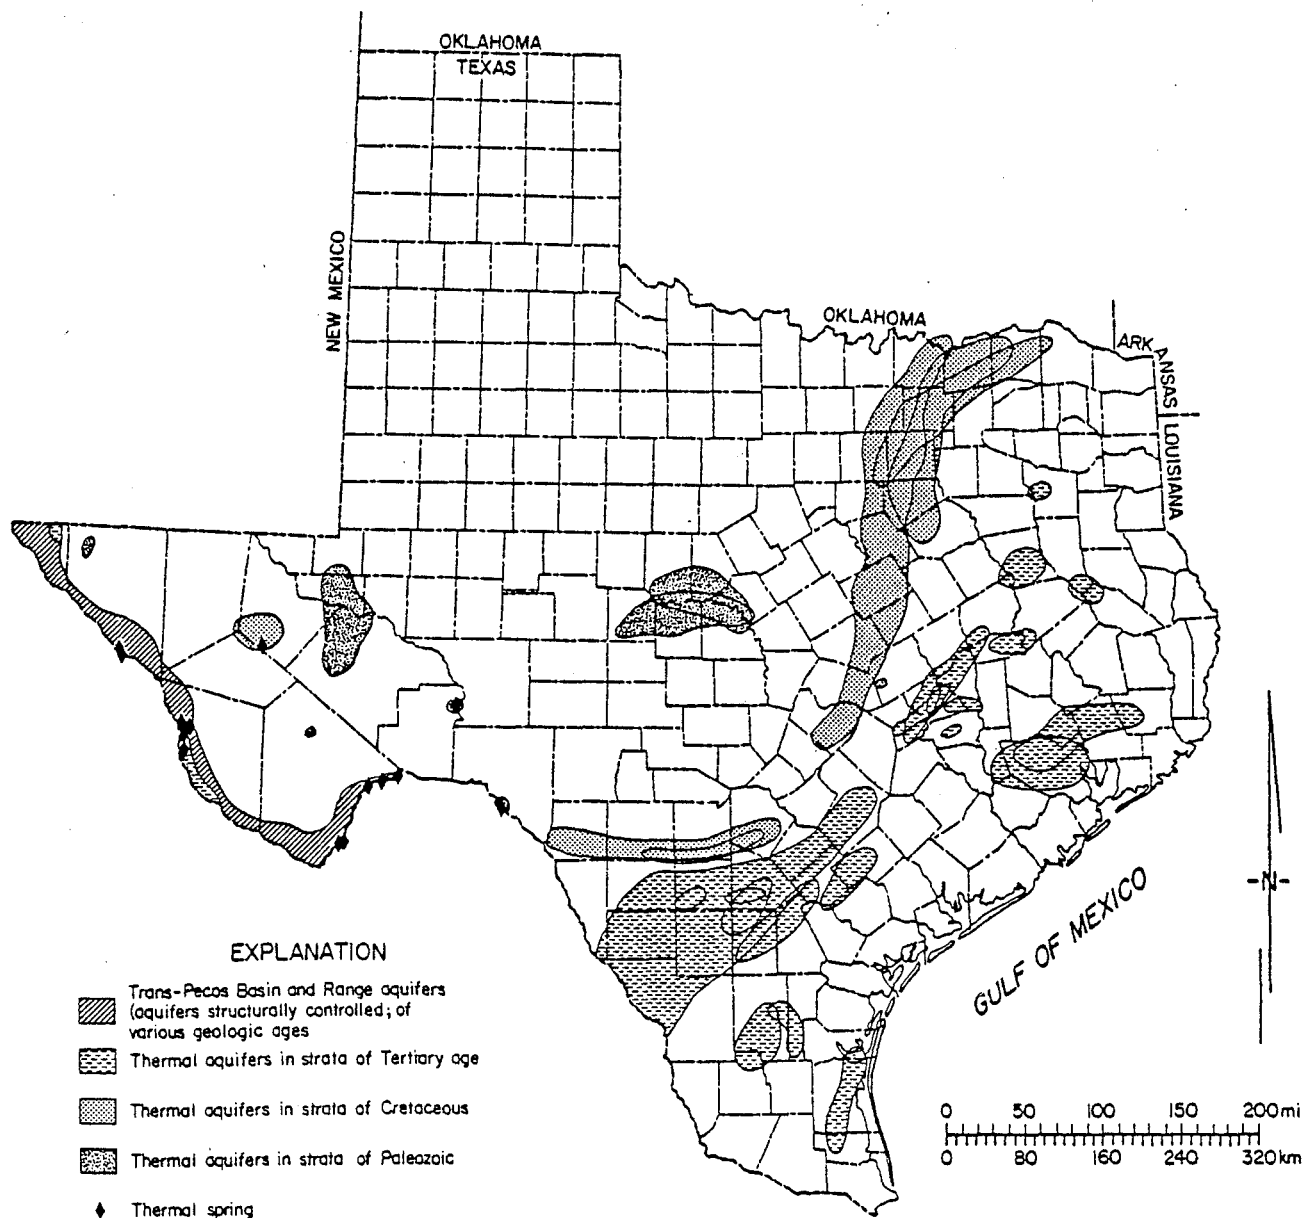 OKLAHOMA
TEXAS
NEW MEXICO
OKLAHOMA
ARKANSAS
LOUISIANA
GULF OF MEXICO
-N-
EXPLANATION
Trans-Pecos Basin and Range aquifers
(aquifers structurally controlled; of
various geologic ages
Thermal aquifers in strata of Tertiary age
Thermal aquifers in strata of Cretaceous
Thermal aquifers in strata of Paleozoic
Thermal spring
0 50 100 150 200 mi
0 80 160 240 320 km